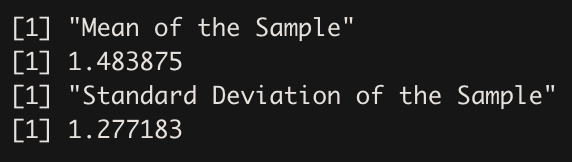 [1] "Mean of the Sample"
[1] 1.483875
[1] "Standard Deviation of the Sample"
[1] 1.277183